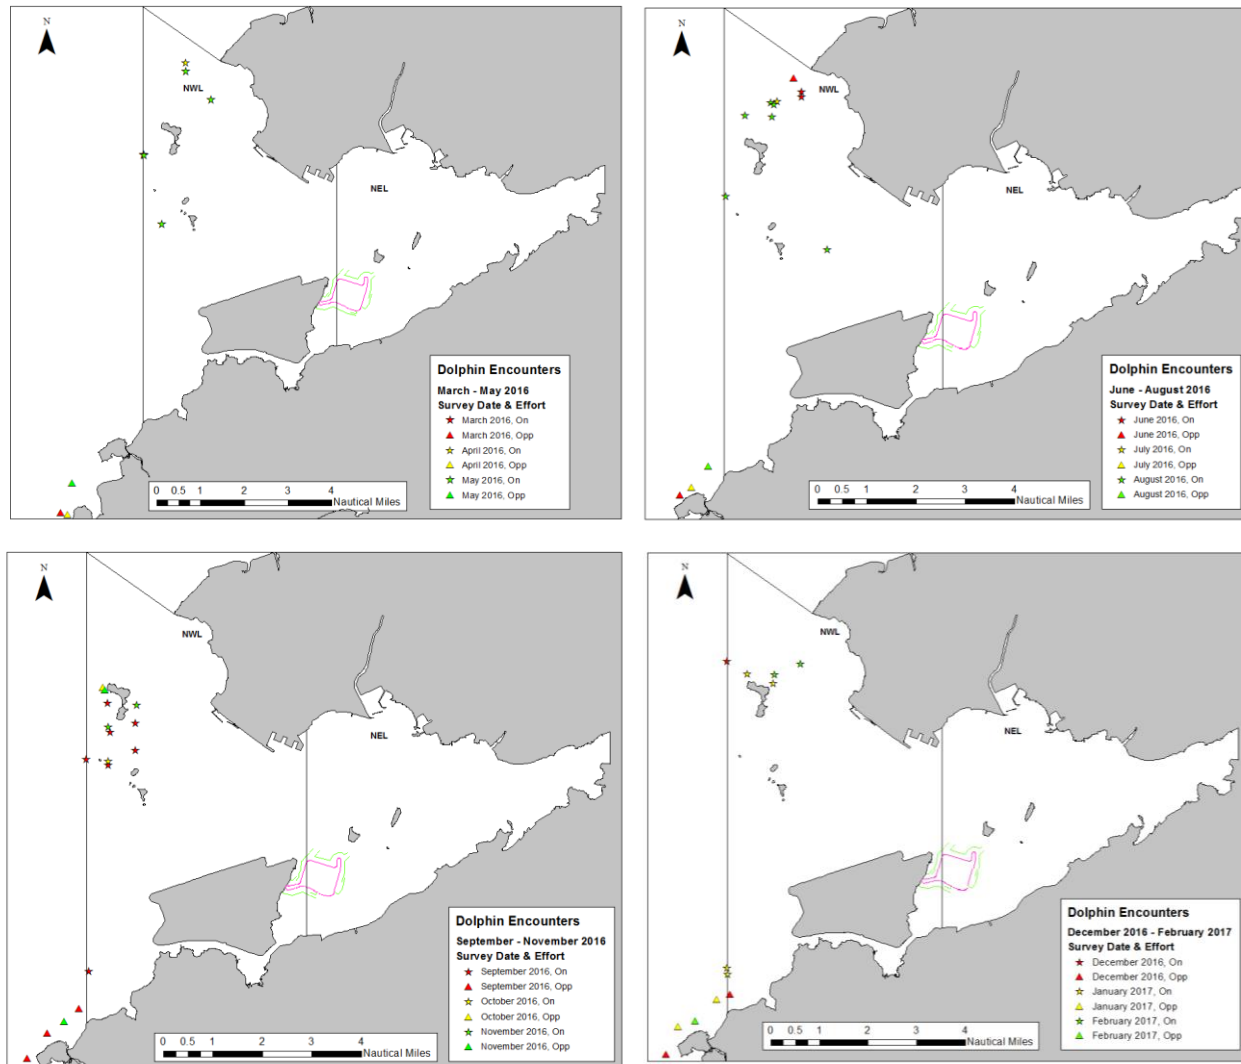 N
NWL
NEL
Dolphin Encounters
March - May 2016
Survey Date & Effort
March 2016, On
March 2016, Opp
April 2016, On
April 2016, Opp
May 2016, On
May 2016, Opp
0 0.5 1 2 3 4
Nautical Miles
N
NWL
NEL
Dolphin Encounters
June - August 2016
Survey Date & Effort
June 2016, On
June 2016, Opp
July 2016, On
July 2016, Opp
August 2016, On
August 2016, Opp
0 0.5 1 2 3 4
Nautical Miles
N
NWL
NEL
Dolphin Encounters
September - November 2016
Survey Date & Effort
September 2016, On
September 2016, Opp
October 2016, On
October 2016, Opp
November 2016, On
November 2016, Opp
0 0.5 1 2 3 4
Nautical Miles
N
NWL
NEL
Dolphin Encounters
December 2016 - February 2017
Survey Date & Effort
December 2016, On
December 2016, Opp
January 2017, On
January 2017, Opp
February 2017, On
February 2017, Opp
0 0.5 1 2 3 4
Nautical Miles